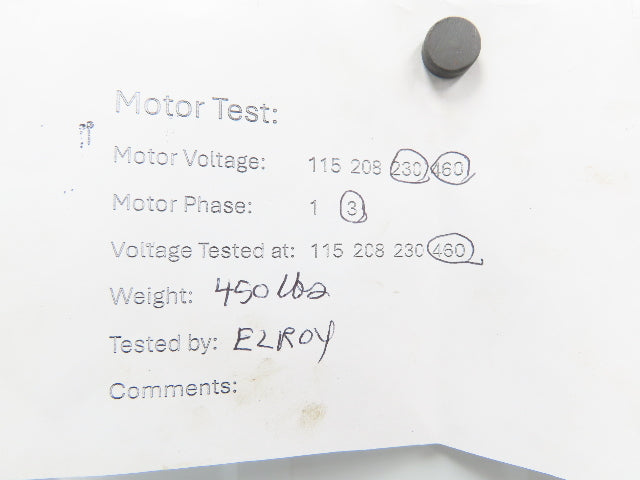 Motor Test:
Motor Voltage: 115 208 230 460
Motor Phase: 1 3
Voltage Tested at: 115 208 230 460
Weight: 450 lbs
Tested by: ELROY
Comments: